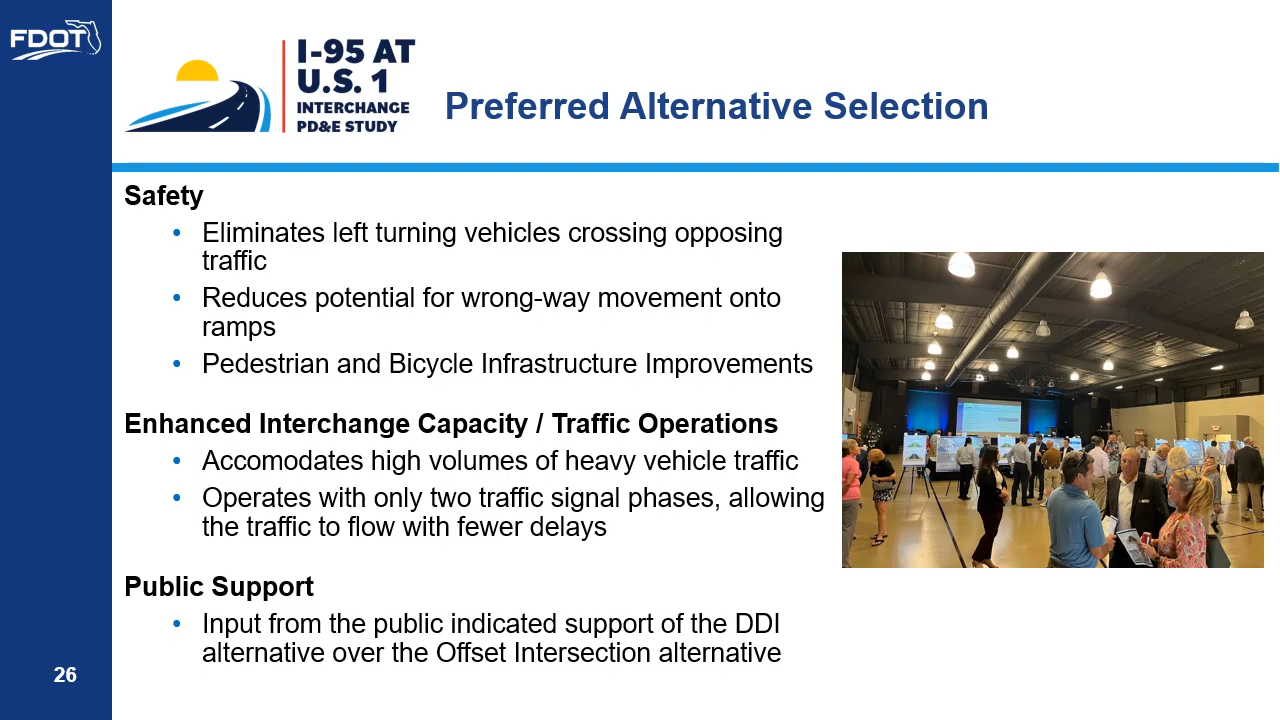 FDOT
I-95 AT
U.S. 1
INTERCHANGE
PD&E STUDY
Preferred Alternative Selection
Safety
• Eliminates left turning vehicles crossing opposing
traffic
• Reduces potential for wrong-way movement onto
ramps
• Pedestrian and Bicycle Infrastructure Improvements
Enhanced Interchange Capacity / Traffic Operations
• Accomodates high volumes of heavy vehicle traffic
• Operates with only two traffic signal phases, allowing
the traffic to flow with fewer delays
Public Support
• Input from the public indicated support of the DDI
alternative over the Offset Intersection alternative
26